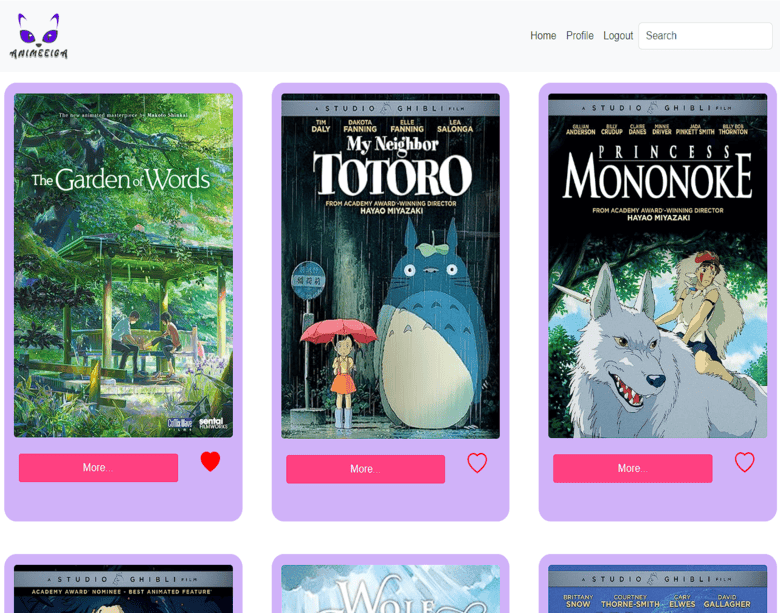 ANIMEEIGA
Home Profile Logout Search
The new animated masterpiece by Makoto Shinkai
The Garden of Words
CoMix Wave
FILMS
sentai
FILMWORKS
More..
A STUDIO GHIBLI FILM
TIM DALY DAKOTA FANNING ELLE FANNING LEA SALONGA
My Neighbor
TOTORO
FROM ACADEMY AWARD-WINNING DIRECTOR
HAYAO MIYAZAKI
More..
A STUDIO GHIBLI FILM
GILLIAN ANDERSON BILLY CRUDUP CLAIRE DANES MINNIE DRIVER JADA PINKETT SMITH BILLY BOB THORNTON
PRINCESS
MONONOKE
FROM ACADEMY AWARD-WINNING DIRECTOR
HAYAO MIYAZAKI
More..
A STUDIO GHIBLI FILM
ACADEMY AWARD NOMINEE - BEST ANIMATED FEATURE
WOLF
A STUDIO GHIBLI FILM
BRITTANY SNOW COURTNEY THORNE-SMITH CARY ELWES DAVID GALLAGHER